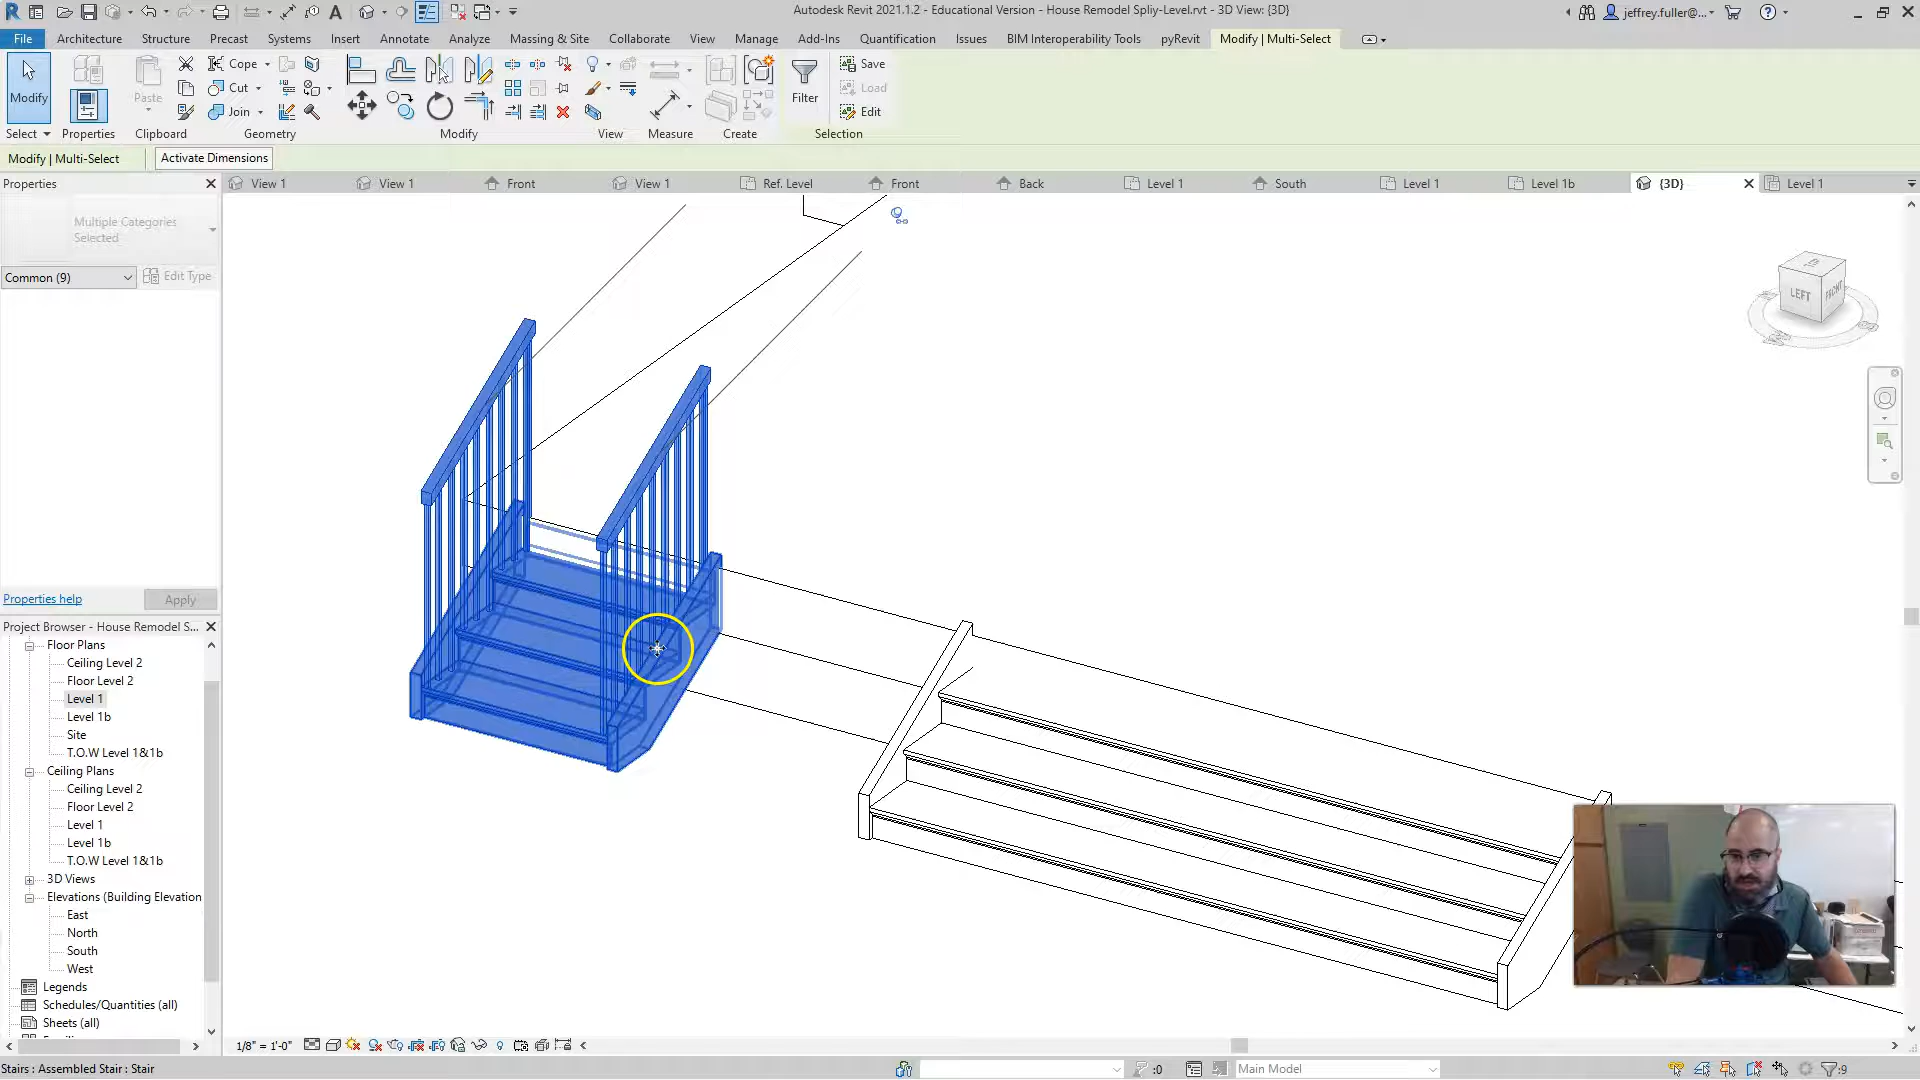 Autodesk Revit 2021.1.2 - Educational Version - House Remodel Spliy-Level.rvt - 3D View: {3D}
jeffrey.fuller@...
File Architecture Structure Precast Systems Insert Annotate Analyze Massing & Site Collaborate View Manage Add-Ins Quantification Issues BIM Interoperability Tools pyRevit Modify | Multi-Select
Cope
Save
Modify
Paste
Cut
Filter
Load
Join
Edit
Select Properties Clipboard Geometry Modify View Measure Create Selection
Modify | Multi-Select Activate Dimensions
Properties
View 1 View 1 Front View 1 Ref. Level Front Back Level 1 South Level 1 Level 1b {3D} Level 1
Multiple Categories
Selected
Common (9) Edit Type
LEFT FRONT
Properties help Apply
Project Browser - House Remodel S...
Floor Plans
Ceiling Level 2
Floor Level 2
Level 1
Level 1b
Site
T.O.W Level 1&1b
Ceiling Plans
Ceiling Level 2
Floor Level 2
Level 1
Level 1b
T.O.W Level 1&1b
3D Views
Elevations (Building Elevation
East
North
South
West
Legends
Schedules/Quantities (all)
Sheets (all)
1/8" = 1'-0"
Stairs : Assembled Stair : Stair
:0
Main Model
:9